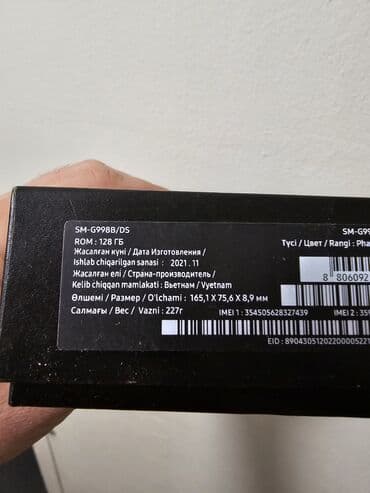 SM-G998B/DS
ROM : 128 ГБ
Жасалған күні / Дата Изготовления /
Ishlab chiqarilgan sanasi : 2021.11
Жасалған елі / Страна-производитель /
Kelib chiqqan mamlakati : Вьетнам / Vyetnam
Өлшемі / Размер / O'lchami : 165,1 X 75,6 X 8,9 мм
Салмағы / Вес / Vazni : 227г
SM-G99
Түсі / Цвет / Rangi : Pha
8 806092
IMEI 1 : 354505628327439
IMEI 2 : 359
EID : 8904305120220000522